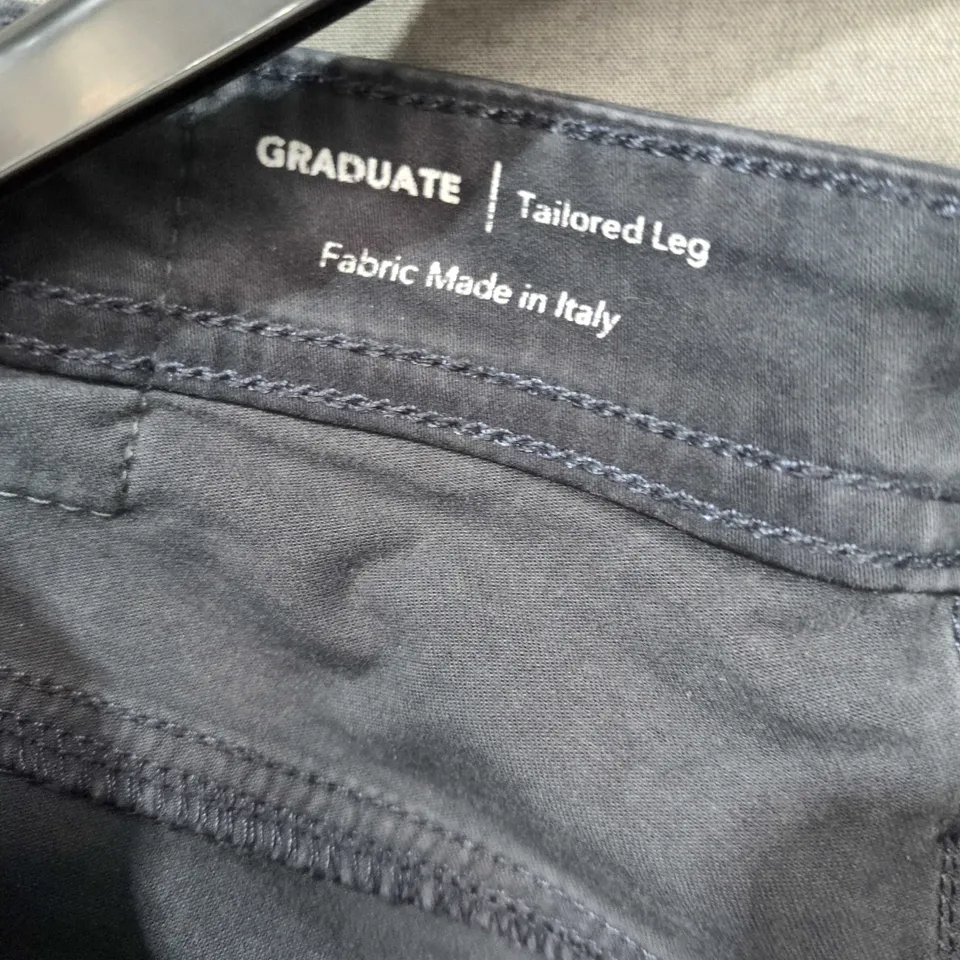 GRADUATE | Tailored Leg
Fabric Made in Italy